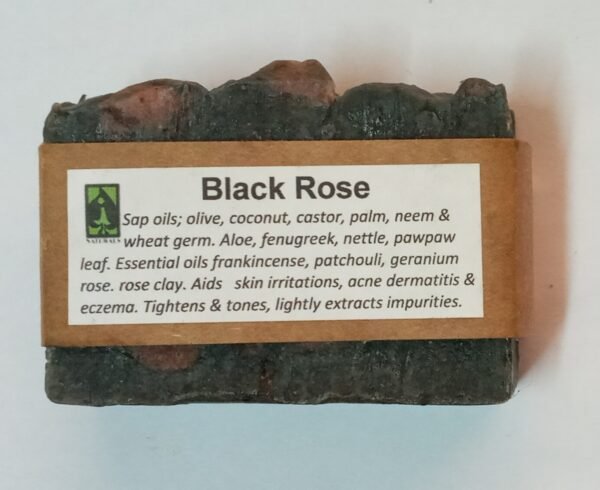 Black Rose
Sap oils; olive, coconut, castor, palm, neem &
wheat germ. Aloe, fenugreek, nettle, pawpaw
leaf. Essential oils frankincense, patchouli, geranium
rose. rose clay. Aids skin irritations, acne dermatitis &
eczema. Tightens & tones, lightly extracts impurities.
NATURALS